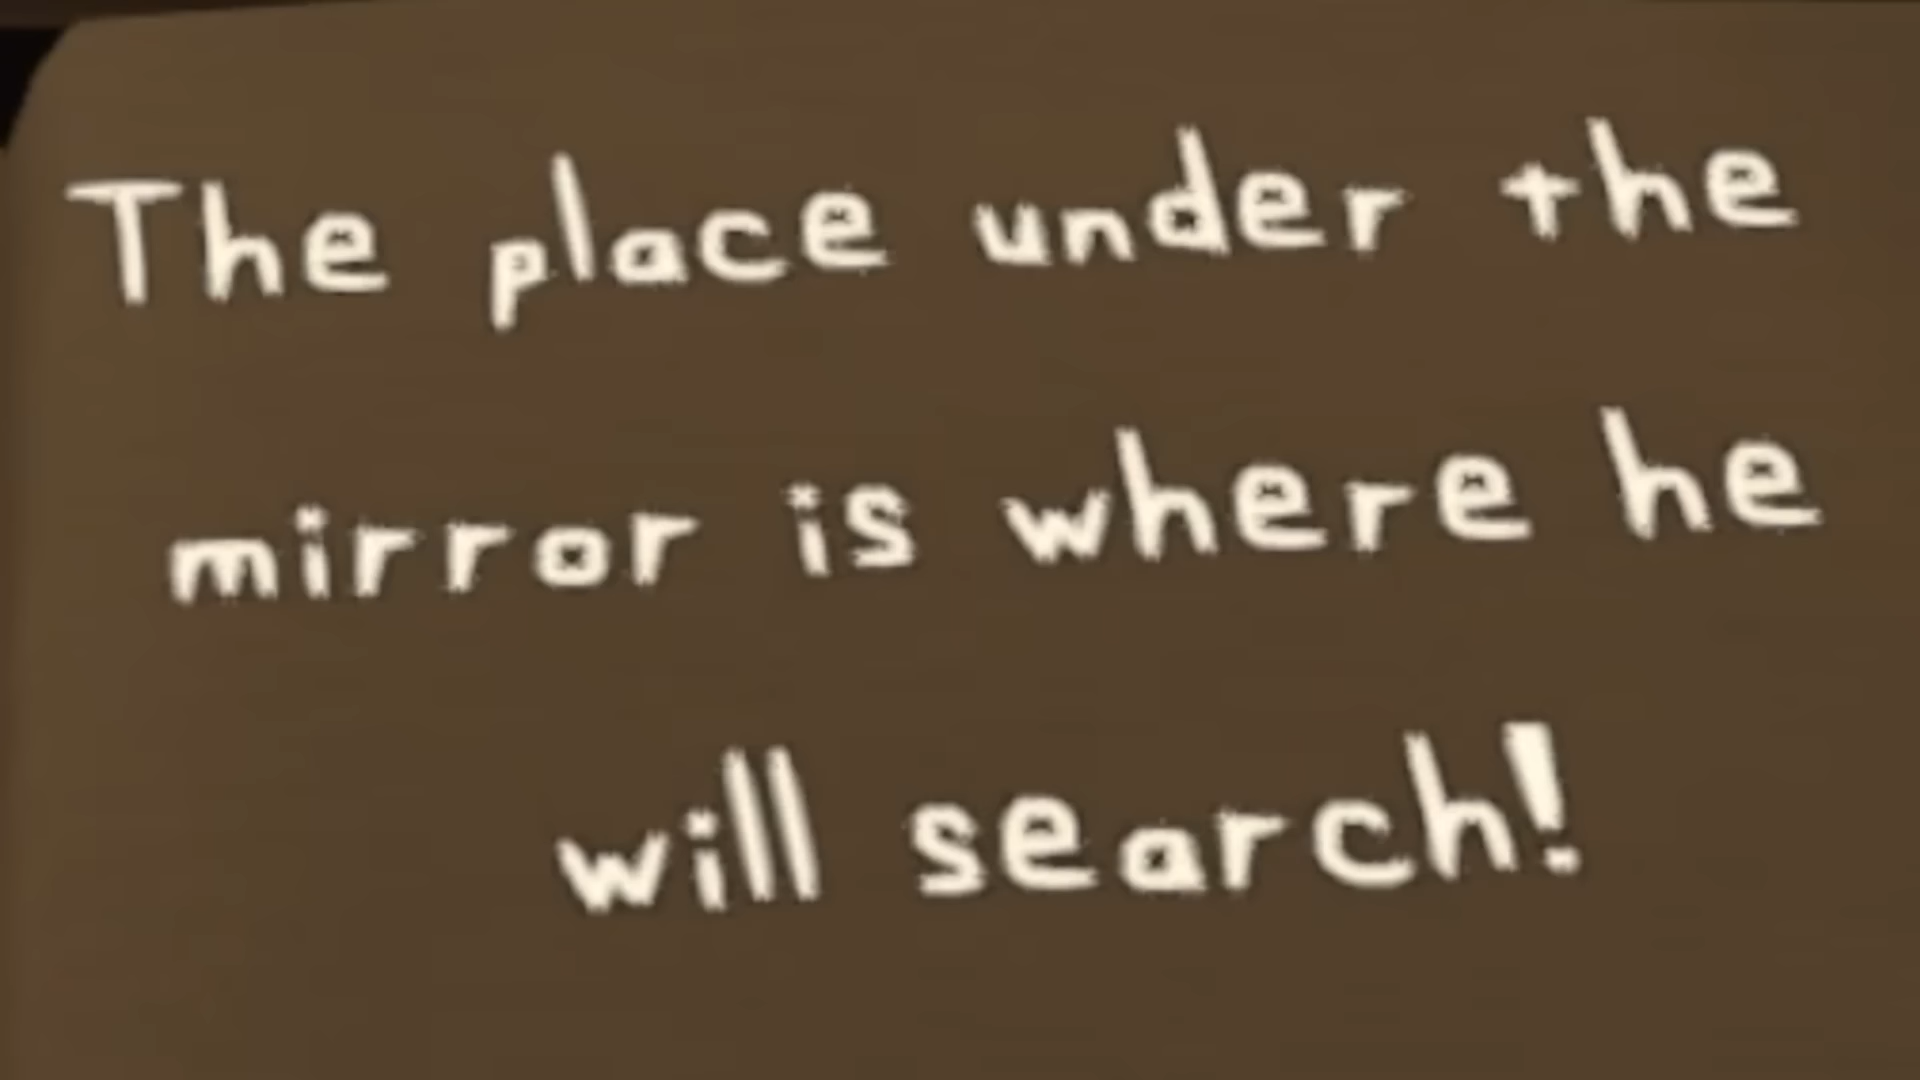 The place under the
mirror is where he
will search!